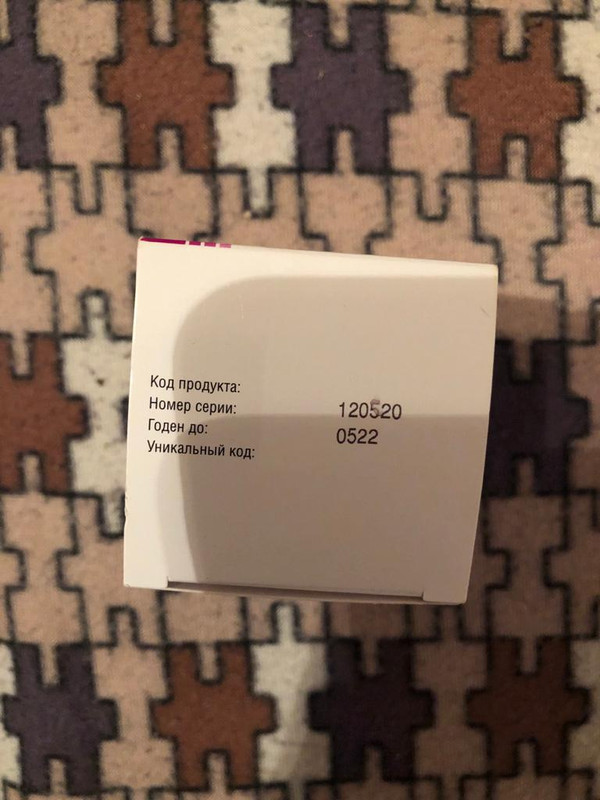 Код продукта:
Номер серии: 120520
Годен до: 0522
Уникальный код: